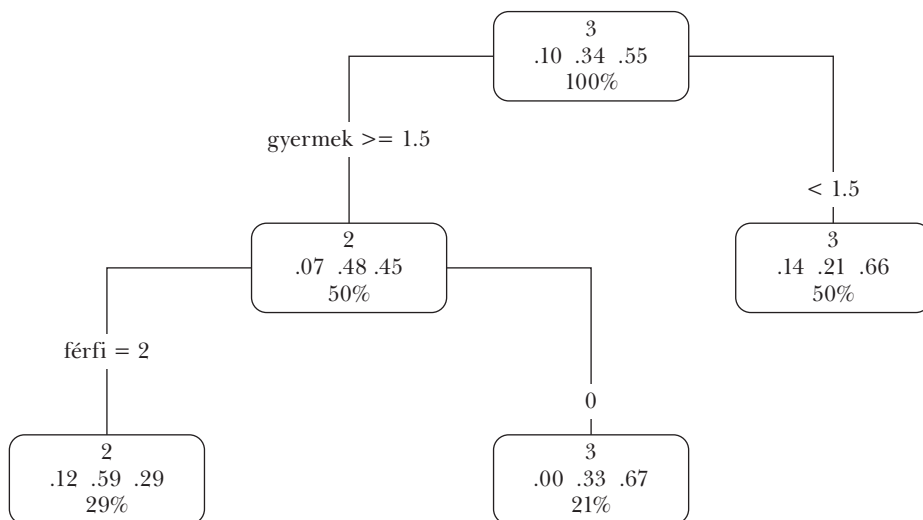 3
.10 .34 .55
100%
gyermek >= 1.5
< 1.5
2
.07 .48 .45
50%
3
.14 .21 .66
50%
férfi = 2
0
2
.12 .59 .29
29%
3
.00 .33 .67
21%